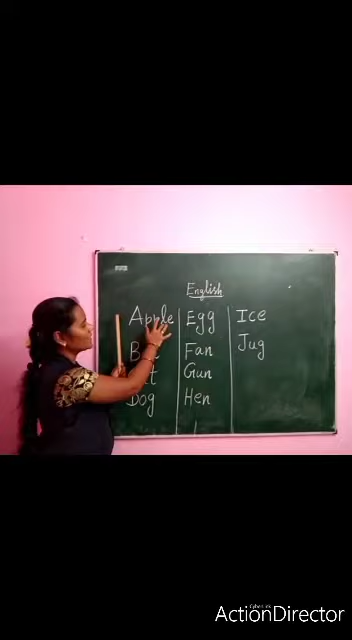 English
Apple Egg Ice
Fan Jug
Gun
Dog Hen
ActionDirector